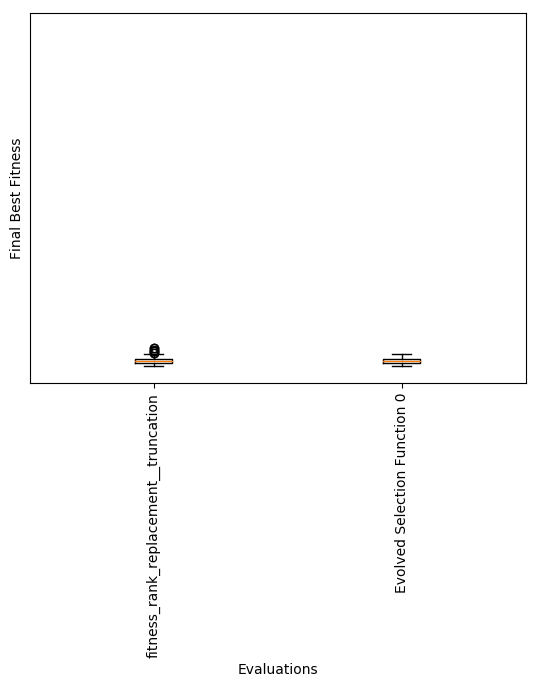 Final Best Fitness
fitness_rank_replacement__truncation
Evolved Selection Function 0
Evaluations